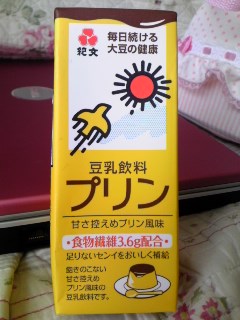 紀文
毎日続ける
大豆の健康
豆乳飲料
プリン
甘さ控えめプリン風味
・食物繊維3.6g配合・
足りないセンイをおいしく補給
飽きのこない
甘さ控えめ
プリン風味の
豆乳飲料です。